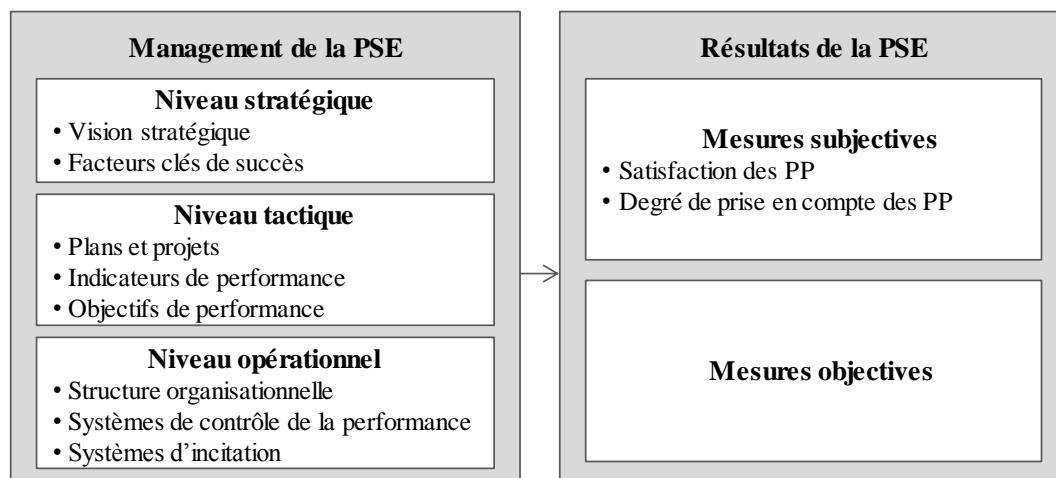 Management de la PSE
Niveau stratégique
• Vision stratégique
• Facteurs clés de succès
Niveau tactique
• Plans et projets
• Indicateurs de performance
• Objectifs de performance
Niveau opérationnel
• Structure organisationnelle
• Systèmes de contrôle de la performance
• Systèmes d’incitation
Résultats de la PSE
Mesures subjectives
• Satisfaction des PP
• Degré de prise en compte des PP
Mesures objectives